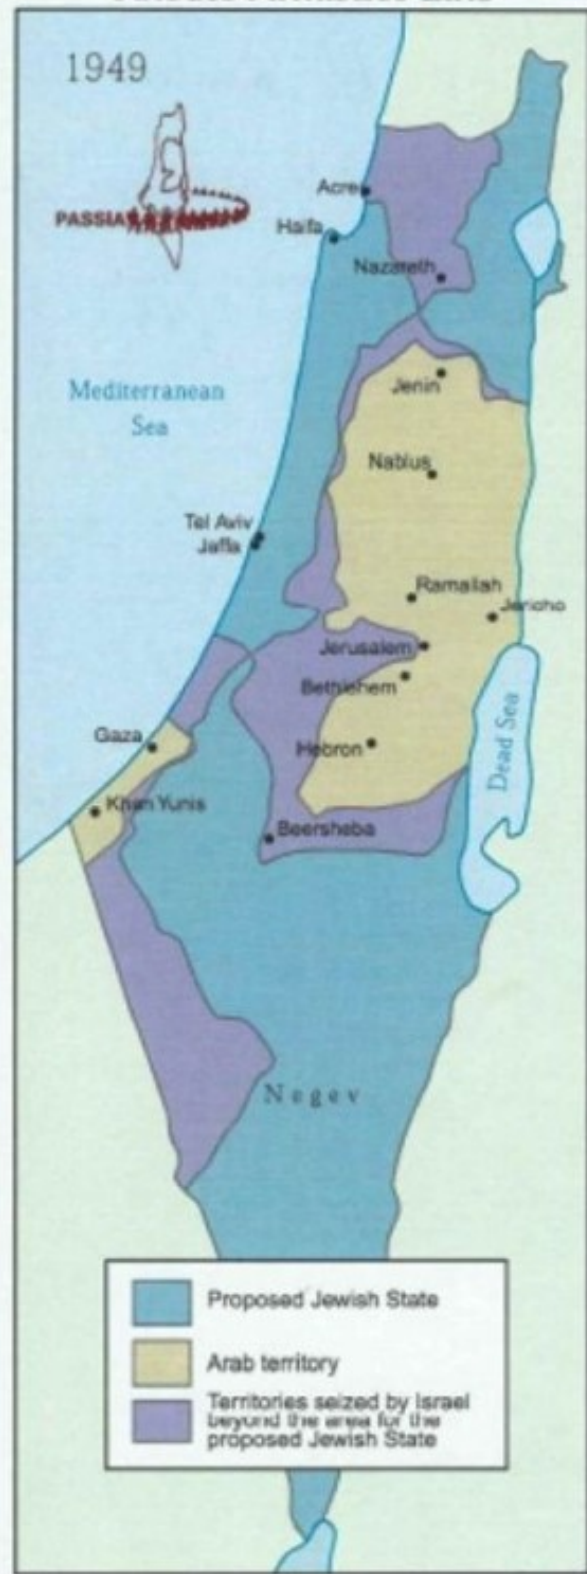 1949
PASSIA
Acre
Haifa
Nazareth
Mediterranean
Sea
Jenin
Nablus
Tel Aviv
Jaffa
Ramallah
Jericho
Jerusalem
Bethlehem
Gaza
Hebron
Dead Sea
Khan Yunis
Beersheba
Negev
Proposed Jewish State
Arab territory
Territories seized by Israel
beyond the area for the
proposed Jewish State